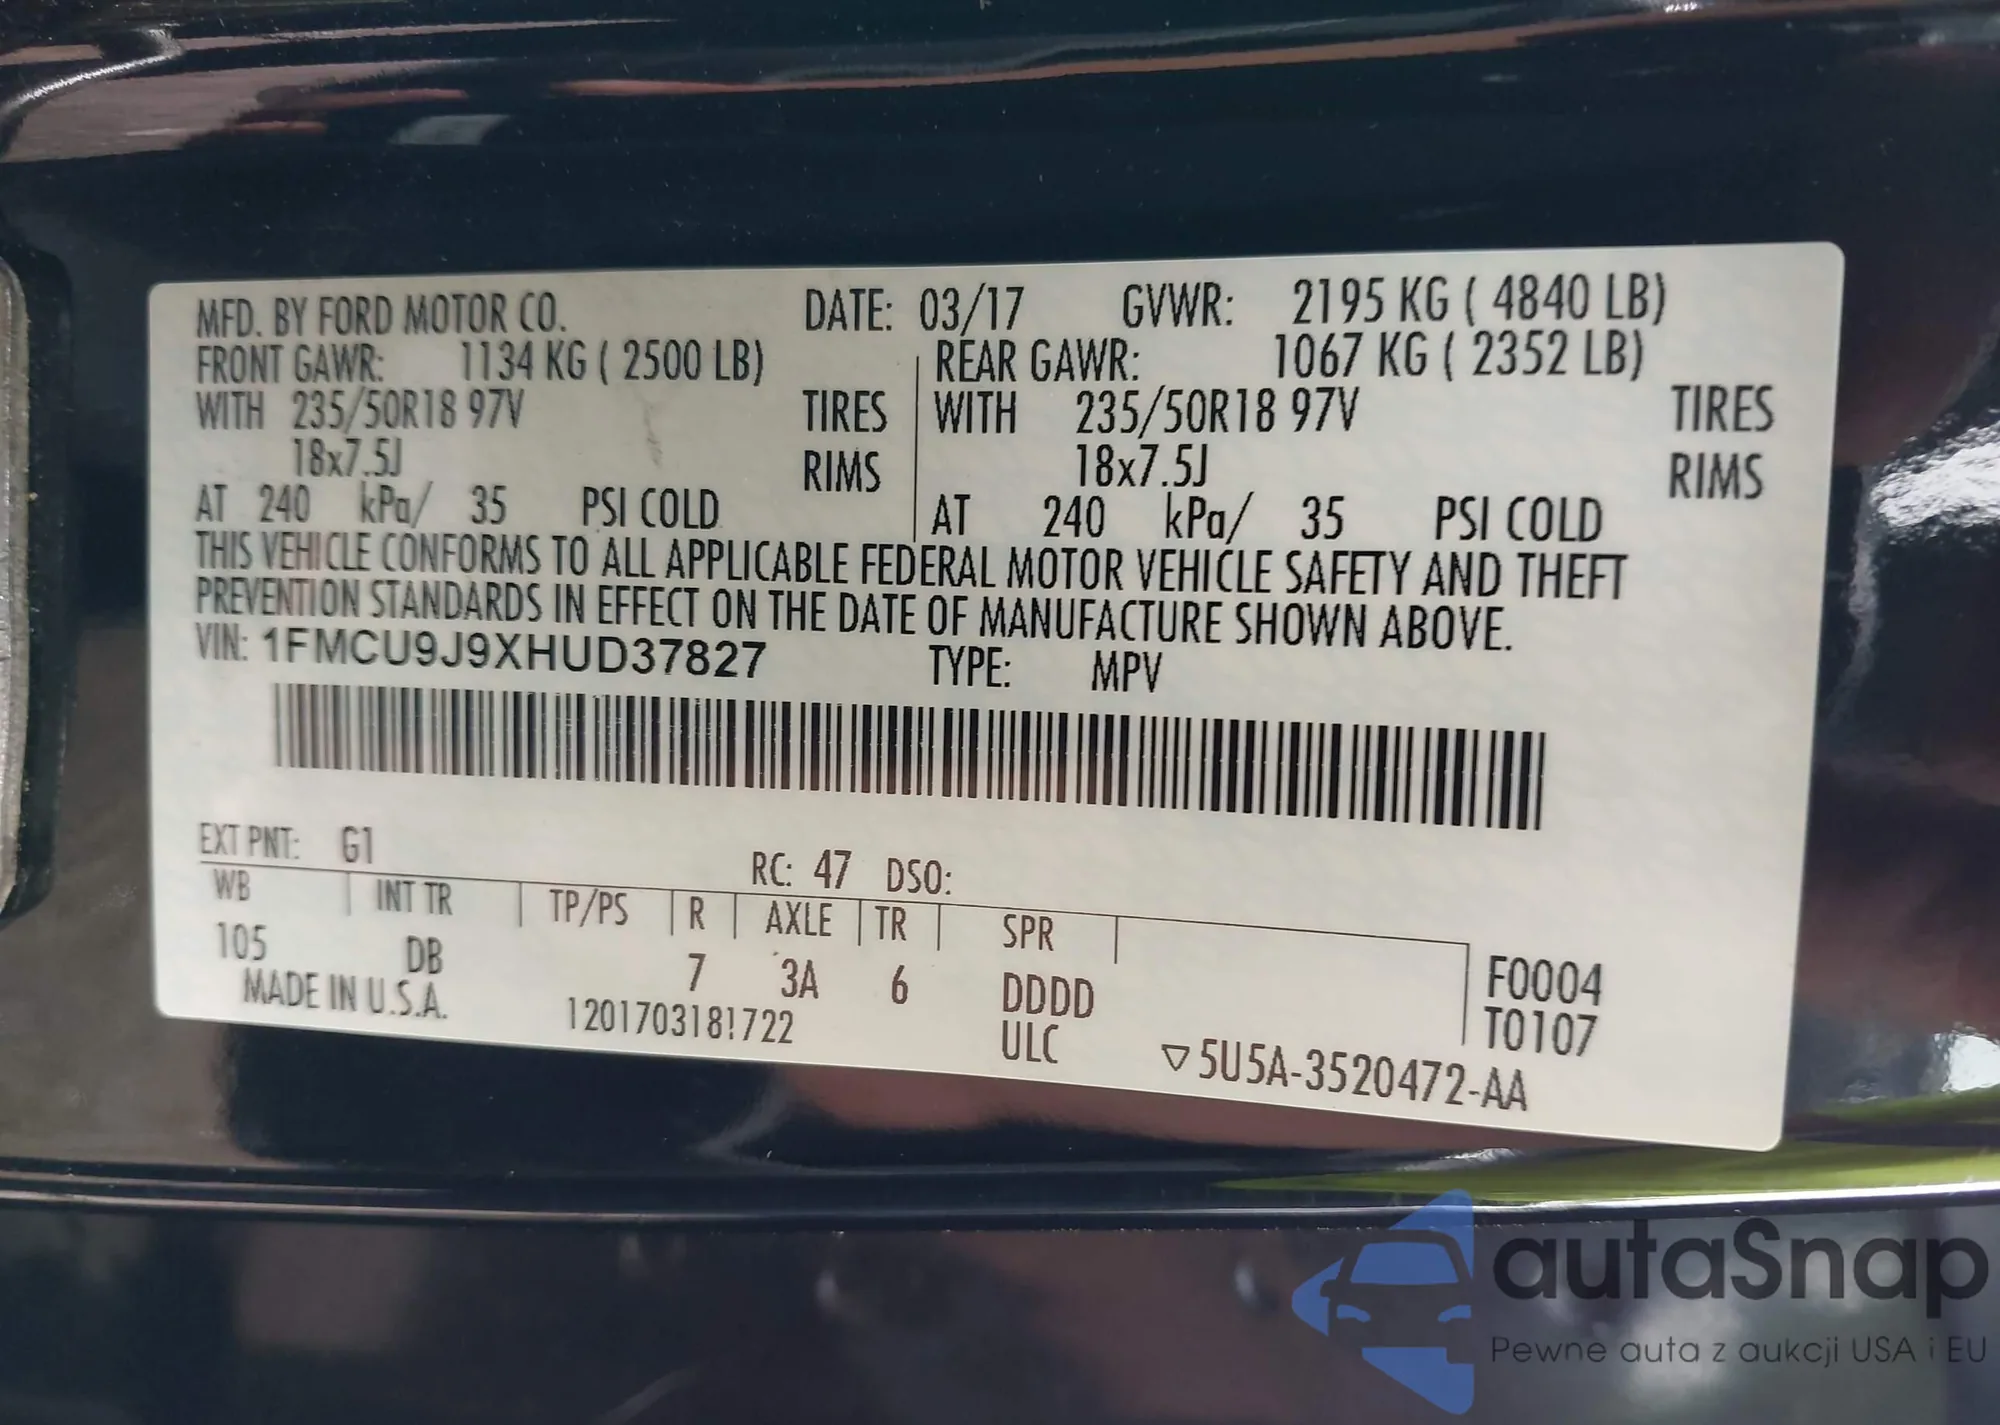 MFD. BY FORD MOTOR CO. DATE: 03/17 GVWR: 2195 KG ( 4840 LB)
FRONT GAWR: 1134 KG ( 2500 LB) REAR GAWR: 1067 KG ( 2352 LB)
WITH 235/50R18 97V TIRES WITH 235/50R18 97V TIRES
18x7.5J RIMS 18x7.5J RIMS
AT 240 kPa/ 35 PSI COLD AT 240 kPa/ 35 PSI COLD
THIS VEHICLE CONFORMS TO ALL APPLICABLE FEDERAL MOTOR VEHICLE SAFETY AND THEFT
PREVENTION STANDARDS IN EFFECT ON THE DATE OF MANUFACTURE SHOWN ABOVE.
VIN: 1FMCU9J9XHUD37827 TYPE: MPV
EXT PNT: G1 RC: 47 DSO:
WB INT TR TP/PS R AXLE TR SPR
105 DB 7 3A 6 DDDD F0004
MADE IN U.S.A. 120170318!722 ULC T0107
▽5U5A-3520472-AA
autaSnap
Pewne auta z aukcji USA i EU